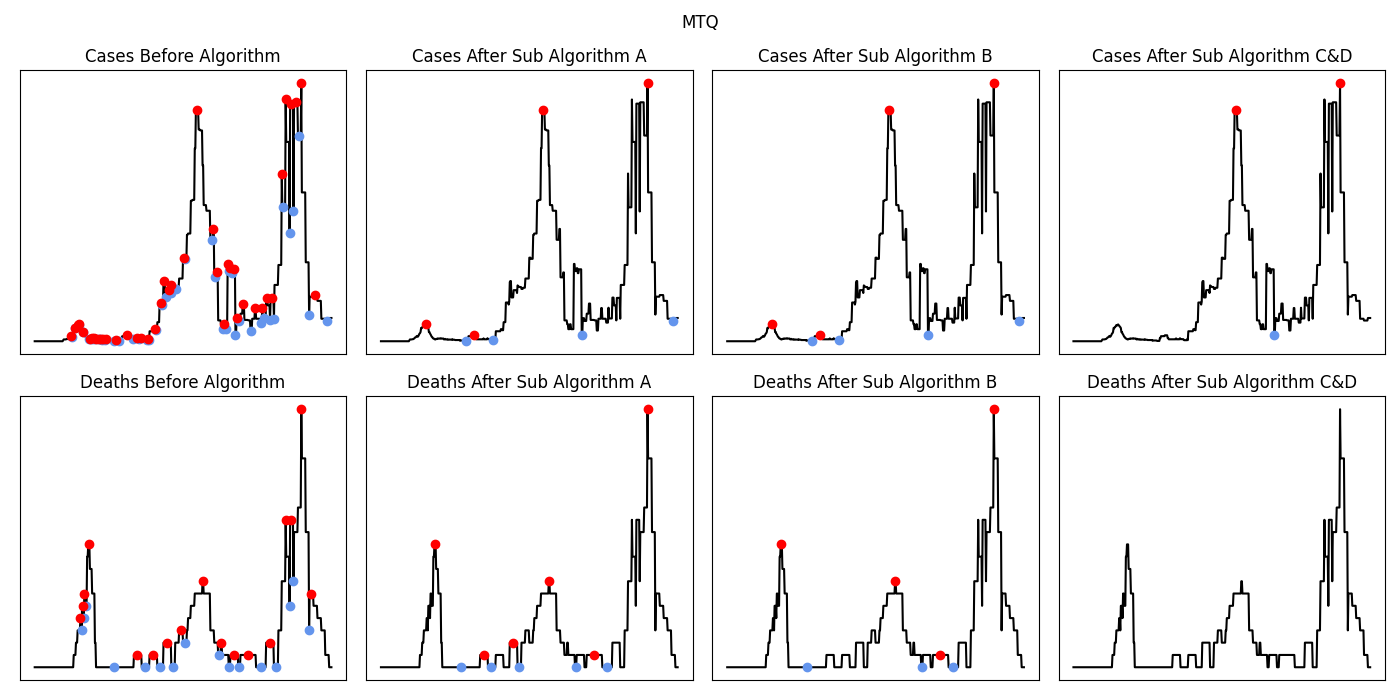 MTQ
Cases Before Algorithm
Cases After Sub Algorithm A
Cases After Sub Algorithm B
Cases After Sub Algorithm C&D
Deaths Before Algorithm
Deaths After Sub Algorithm A
Deaths After Sub Algorithm B
Deaths After Sub Algorithm C&D